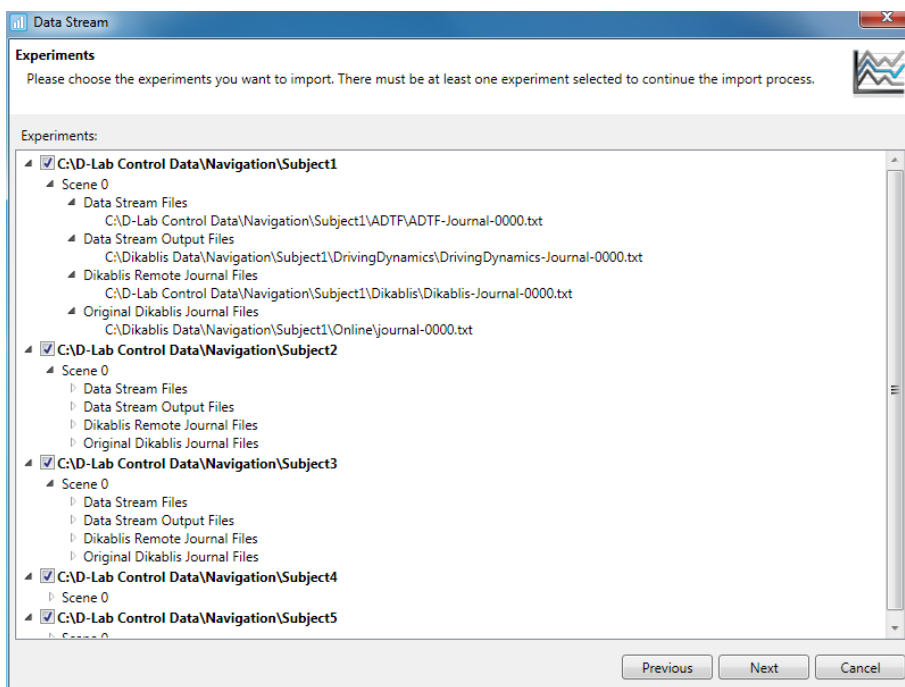 Data Stream
Experiments
Please choose the experiments you want to import. There must be at least one experiment selected to continue the import process.
Experiments:
C:\D-Lab Control Data\Navigation\Subject1
Scene 0
Data Stream Files
C:\D-Lab Control Data\Navigation\Subject1\ADTF\ADTF-Journal-0000.txt
Data Stream Output Files
C:\Dikablis Data\Navigation\Subject1\DrivingDynamics\DrivingDynamics-Journal-0000.txt
Dikablis Remote Journal Files
C:\D-Lab Control Data\Navigation\Subject1\Dikablis\Dikablis-Journal-0000.txt
Original Dikablis Journal Files
C:\Dikablis Data\Navigation\Subject1\Online\journal-0000.txt
C:\D-Lab Control Data\Navigation\Subject2
Scene 0
Data Stream Files
Data Stream Output Files
Dikablis Remote Journal Files
Original Dikablis Journal Files
C:\D-Lab Control Data\Navigation\Subject3
Scene 0
Data Stream Files
Data Stream Output Files
Dikablis Remote Journal Files
Original Dikablis Journal Files
C:\D-Lab Control Data\Navigation\Subject4
Scene 0
C:\D-Lab Control Data\Navigation\Subject5
Scene 0
Previous Next Cancel